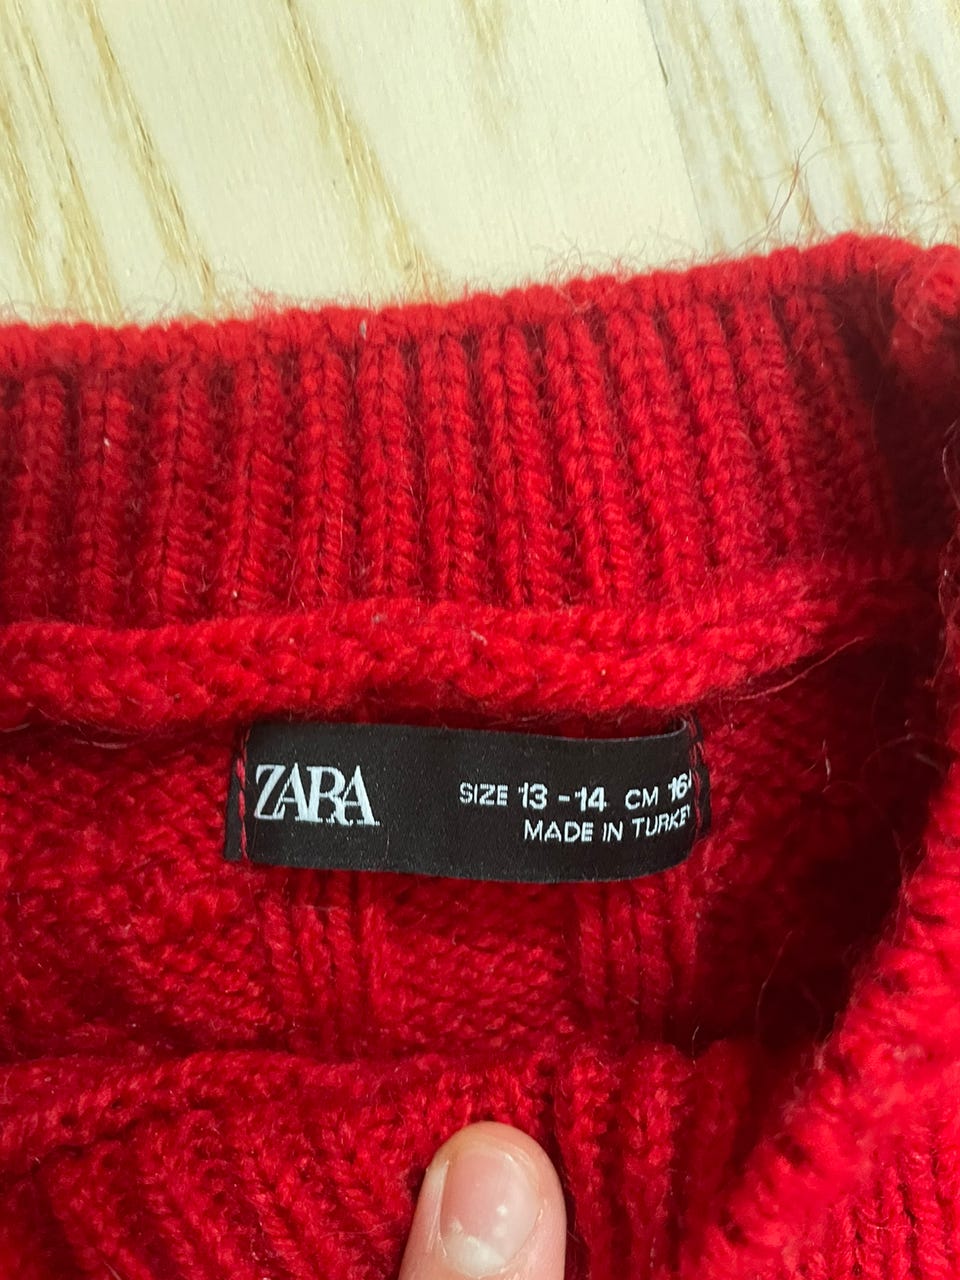 ZARA
SIZE 13 - 14 CM
MADE IN TURKEY